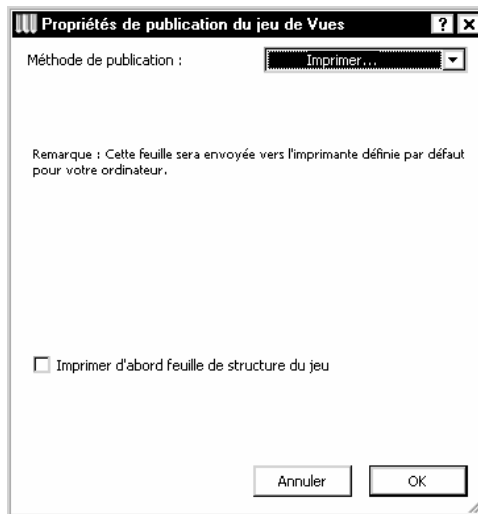 Propriétés de publication du jeu de Vues
Méthode de publication :
Imprimer...
Remarque : Cette feuille sera envoyée vers l'imprimante définie par défaut
pour votre ordinateur.
Imprimer d'abord feuille de structure du jeu
Annuler
OK